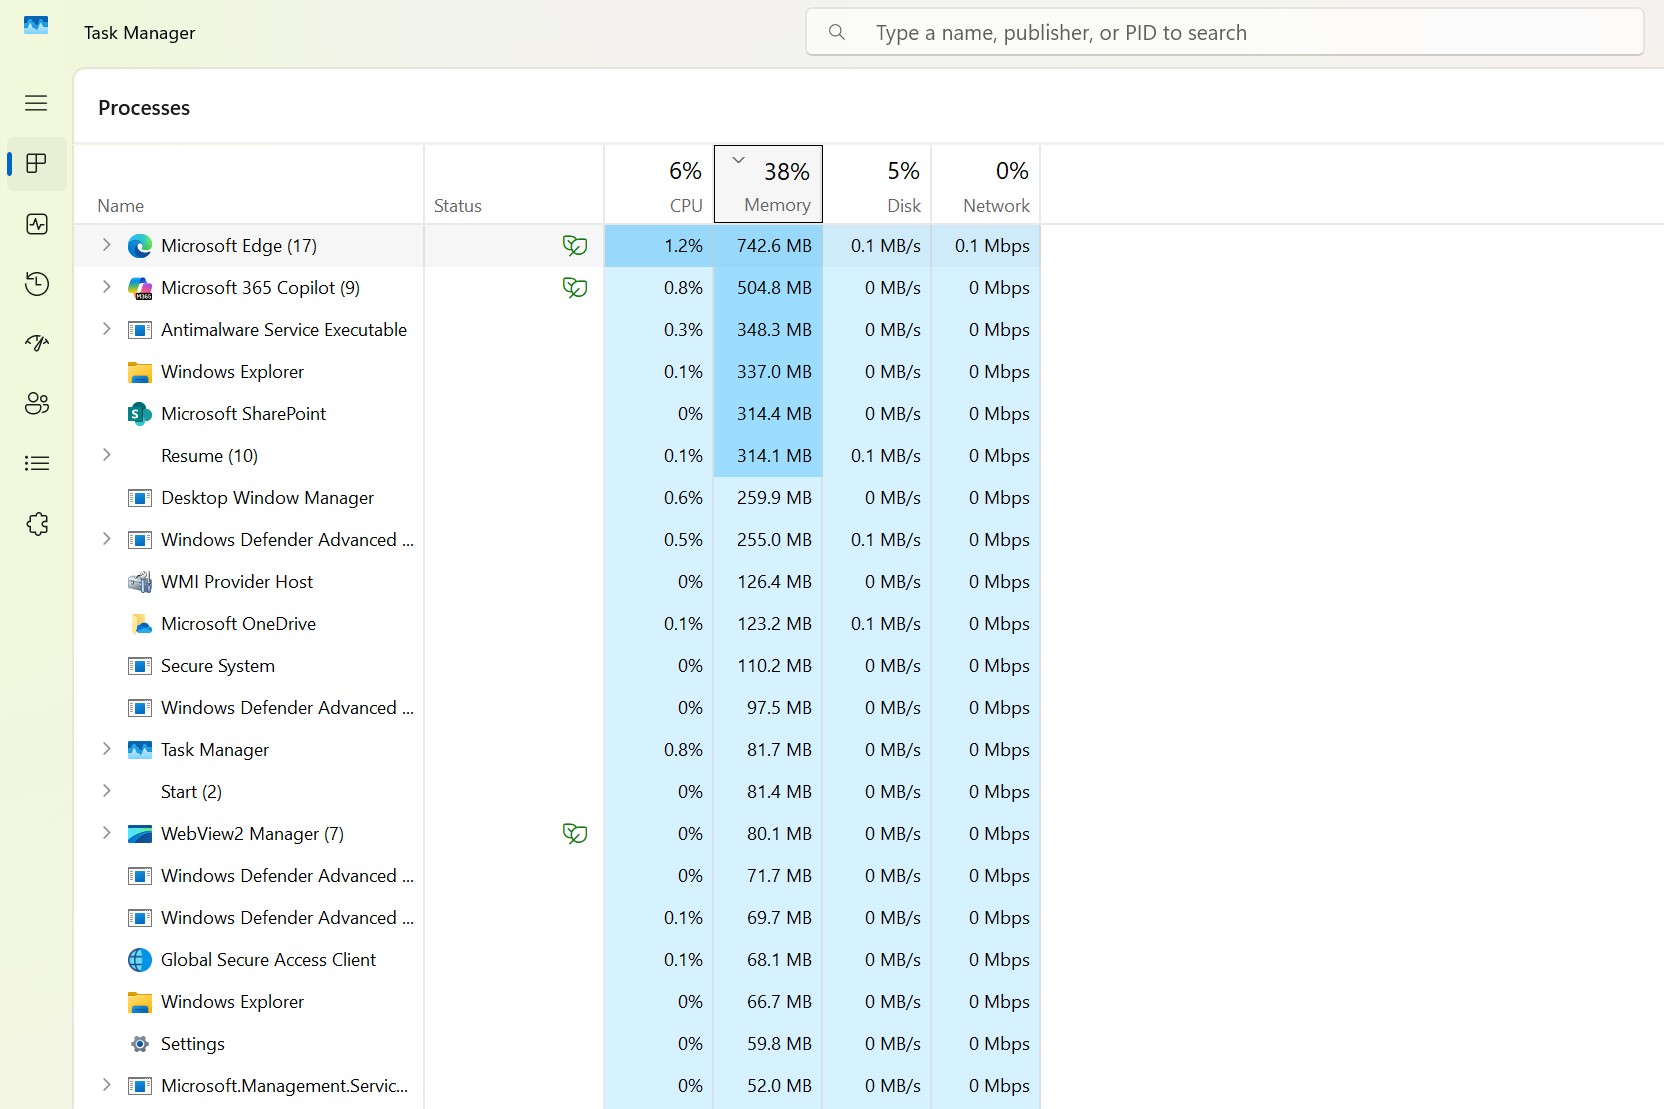 Task Manager
Type a name, publisher, or PID to search
Processes
6% 38% 5% 0%
Name Status CPU Memory Disk Network
Microsoft Edge (17) 1.2% 742.6 MB 0.1 MB/s 0.1 Mbps
M365
Microsoft 365 Copilot (9) 0.8% 504.8 MB 0 MB/s 0 Mbps
Antimalware Service Executable 0.3% 348.3 MB 0 MB/s 0 Mbps
Windows Explorer 0.1% 337.0 MB 0 MB/s 0 Mbps
S Microsoft SharePoint 0% 314.4 MB 0 MB/s 0 Mbps
Resume (10) 0.1% 314.1 MB 0.1 MB/s 0 Mbps
Desktop Window Manager 0.6% 259.9 MB 0 MB/s 0 Mbps
Windows Defender Advanced ... 0.5% 255.0 MB 0.1 MB/s 0 Mbps
WMI Provider Host 0% 126.4 MB 0 MB/s 0 Mbps
Microsoft OneDrive 0.1% 123.2 MB 0.1 MB/s 0 Mbps
Secure System 0% 110.2 MB 0 MB/s 0 Mbps
Windows Defender Advanced ... 0% 97.5 MB 0 MB/s 0 Mbps
Task Manager 0.8% 81.7 MB 0 MB/s 0 Mbps
Start (2) 0% 81.4 MB 0 MB/s 0 Mbps
WebView2 Manager (7) 0% 80.1 MB 0 MB/s 0 Mbps
Windows Defender Advanced ... 0% 71.7 MB 0 MB/s 0 Mbps
Windows Defender Advanced ... 0.1% 69.7 MB 0 MB/s 0 Mbps
Global Secure Access Client 0.1% 68.1 MB 0 MB/s 0 Mbps
Windows Explorer 0% 66.7 MB 0 MB/s 0 Mbps
Settings 0% 59.8 MB 0 MB/s 0 Mbps
Microsoft.Management.Servic... 0% 52.0 MB 0 MB/s 0 Mbps